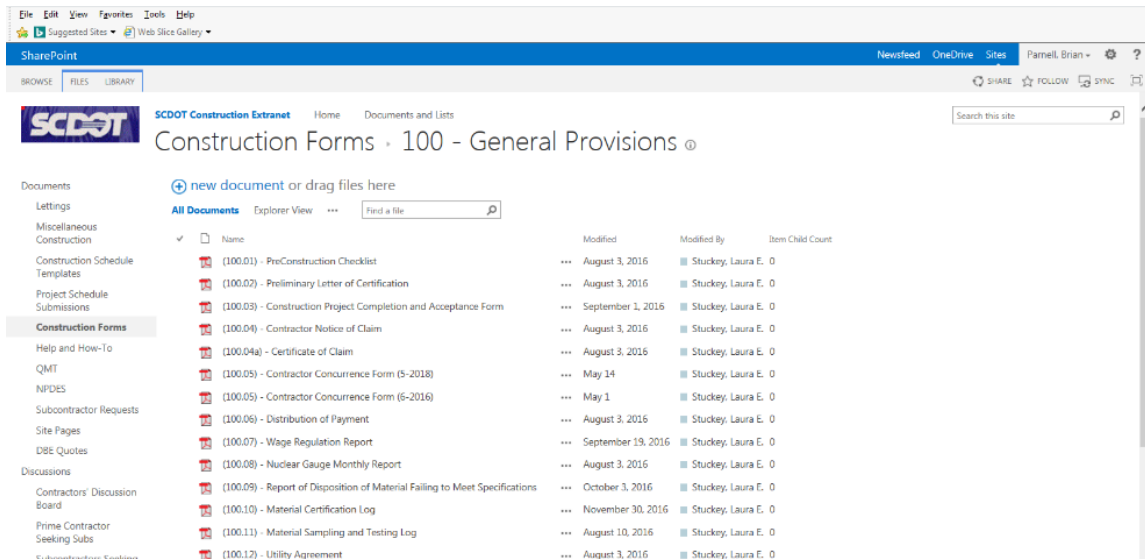 File Edit View Favorites Tools Help
Suggested Sites Web Slice Gallery
SharePoint Newsfeed OneDrive Sites Parnell, Brian ?
BROWSE FILES LIBRARY SHARE FOLLOW SYNC
SCDOT
SCDOT Construction Extranet Home Documents and Lists Search this site
Construction Forms · 100 - General Provisions
Documents
Lettings
Miscellaneous
Construction
Construction Schedule
Templates
Project Schedule
Submissions
Construction Forms
Help and How-To
QMT
NPDES
Subcontractor Requests
Site Pages
DBE Quotes
Discussions
Contractors' Discussion
Board
Prime Contractor
Seeking Subs
Subcontractors Seeking
new document or drag files here
All Documents Explorer View ••• Find a file
Name Modified Modified By Item Child Count
(100.01) - PreConstruction Checklist ••• August 3, 2016 Stuckey, Laura E. 0
(100.02) - Preliminary Letter of Certification ••• August 3, 2016 Stuckey, Laura E. 0
(100.03) - Construction Project Completion and Acceptance Form ••• September 1, 2016 Stuckey, Laura E. 0
(100.04) - Contractor Notice of Claim ••• August 3, 2016 Stuckey, Laura E. 0
(100.04a) - Certificate of Claim ••• August 3, 2016 Stuckey, Laura E. 0
(100.05) - Contractor Concurrence Form (5-2018) ••• May 14 Stuckey, Laura E. 0
(100.05) - Contractor Concurrence Form (6-2016) ••• May 1 Stuckey, Laura E. 0
(100.06) - Distribution of Payment ••• August 3, 2016 Stuckey, Laura E. 0
(100.07) - Wage Regulation Report ••• September 19, 2016 Stuckey, Laura E. 0
(100.08) - Nuclear Gauge Monthly Report ••• August 3, 2016 Stuckey, Laura E. 0
(100.09) - Report of Disposition of Material Failing to Meet Specifications ••• October 3, 2016 Stuckey, Laura E. 0
(100.10) - Material Certification Log ••• November 30, 2016 Stuckey, Laura E. 0
(100.11) - Material Sampling and Testing Log ••• August 10, 2016 Stuckey, Laura E. 0
(100.12) - Utility Agreement ••• August 3, 2016 Stuckey, Laura E. 0